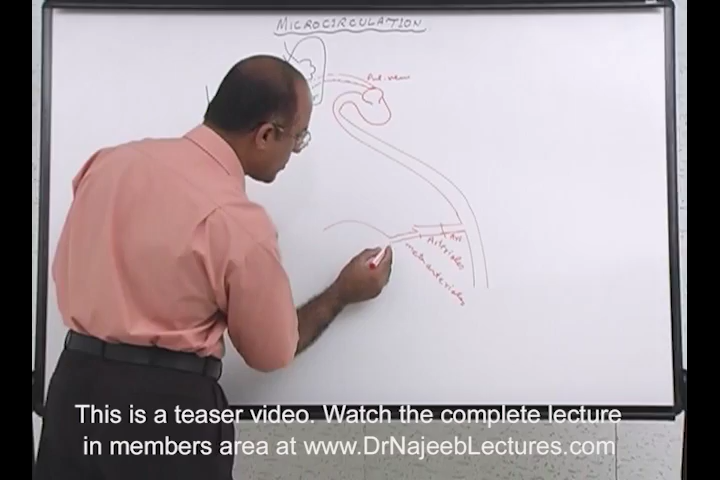 MICROCIRCULATION
Pul. vein
Art
Arterioles
metarterioles
This is a teaser video. Watch the complete lecture
in members area at www.DrNajeebLectures.com